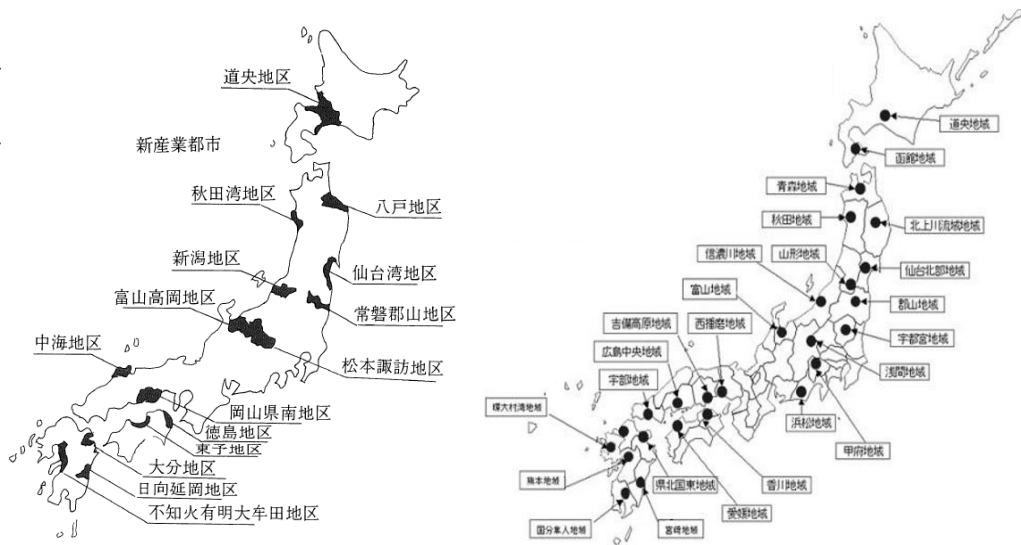 道央地区
新産業都市
秋田湾地区
八戸地区
新潟地区
仙台湾地区
富山高岡地区
常磐郡山地区
中海地区
松本諏訪地区
岡山県南地区
徳島地区
東予地区
大分地区
日向延岡地区
不知火有明大牟田地区
道央地域
函館地域
青森地域
秋田地域
北上川流域地域
信濃川地域
山形地域
仙台北部地域
富山地域
郡山地域
吉備高原地域
西播磨地域
宇都宮地域
広島中央地域
浅間地域
宇部地域
環大村湾地域
浜松地域
甲府地域
熊本地域
県北国東地域
香川地域
愛媛地域
国分隼人地域
宮崎地域